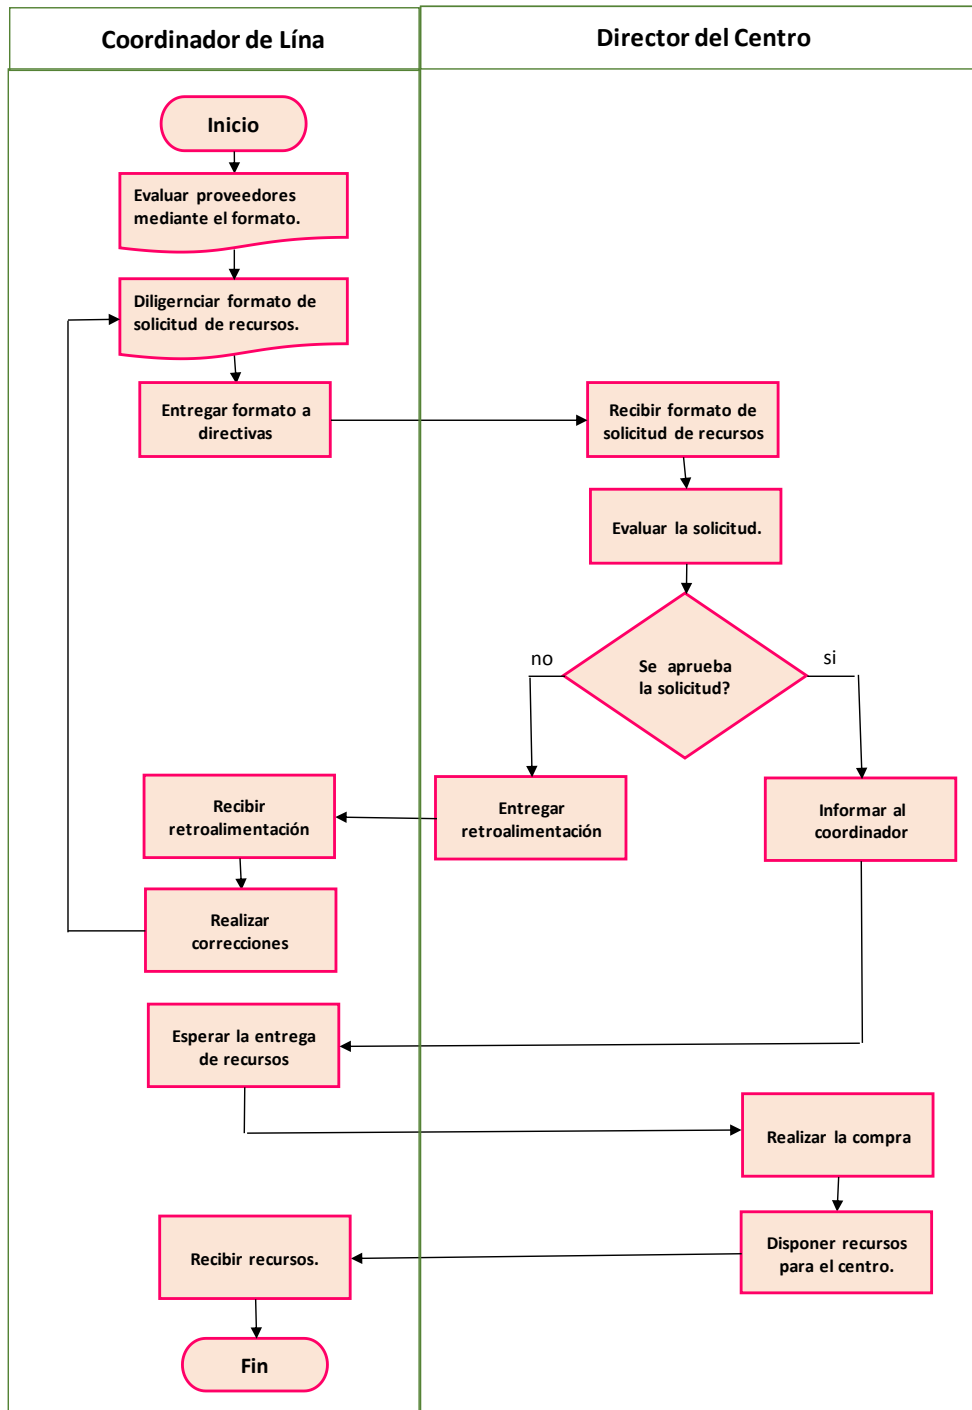 Coordinador de Lína
Director del Centro
Inicio
Evaluar proveedores
mediante el formato.
Diligernciar formato de
solicitud de recursos.
Entregar formato a
directivas
Recibir formato de
solicitud de recursos
Evaluar la solicitud.
no
Se aprueba
la solicitud?
si
Recibir
retroalimentación
Entregar
retroalimentación
Informar al
coordinador
Realizar
correcciones
Esperar la entrega
de recursos
Realizar la compra
Recibir recursos.
Disponer recursos
para el centro.
Fin